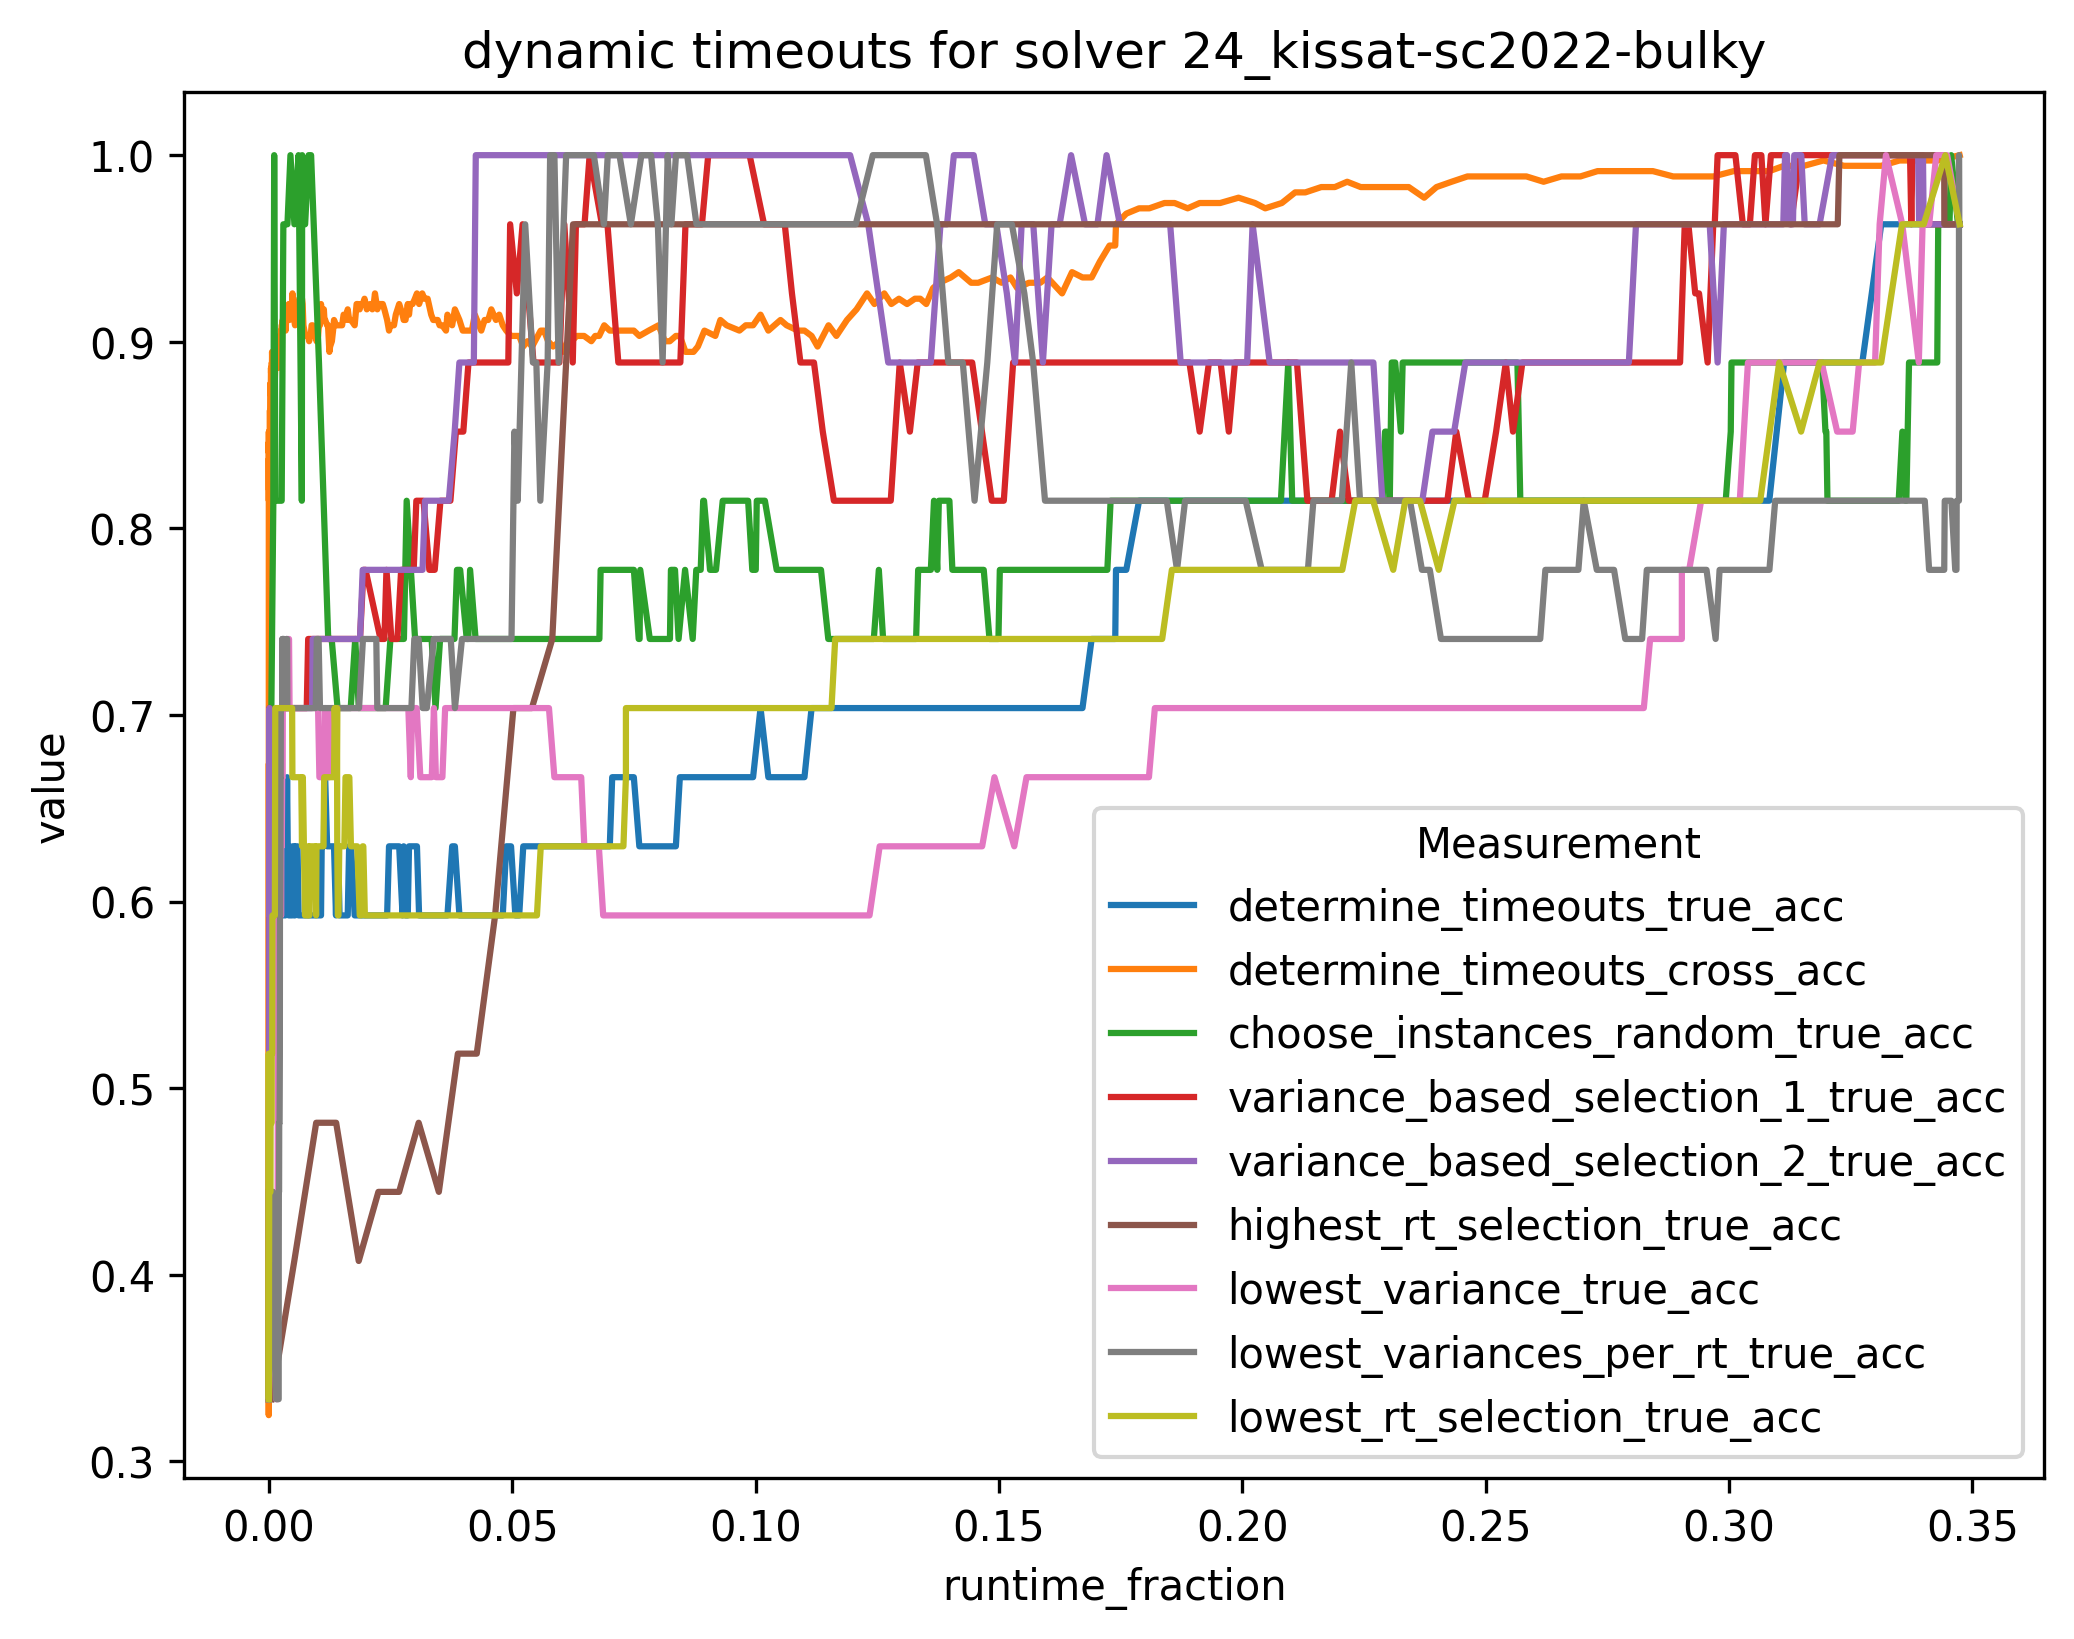 dynamic timeouts for solver 24_kissat-sc2022-bulky
value
1.0
0.9
0.8
0.7
0.6
0.5
0.4
0.3
Measurement
determine_timeouts_true_acc
determine_timeouts_cross_acc
choose_instances_random_true_acc
variance_based_selection_1_true_acc
variance_based_selection_2_true_acc
highest_rt_selection_true_acc
lowest_variance_true_acc
lowest_variances_per_rt_true_acc
lowest_rt_selection_true_acc
0.00 0.05 0.10 0.15 0.20 0.25 0.30 0.35
runtime_fraction